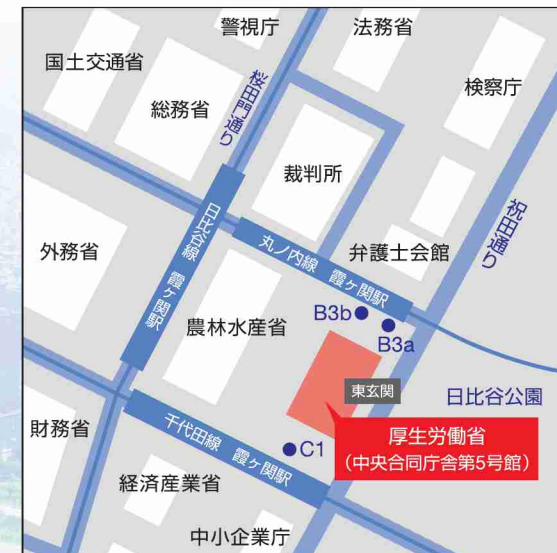 警視庁
法務省
国土交通省
検察庁
総務省
桜田門通り
裁判所
祝田通り
外務省
日比谷線 霞ヶ関駅
丸ノ内線 霞ヶ関駅
弁護士会館
農林水産省
B3b
B3a
東玄関
日比谷公園
財務省
千代田線 霞ヶ関駅
C1
厚生労働省
(中央合同庁舎第5号館)
経済産業省
中小企業庁